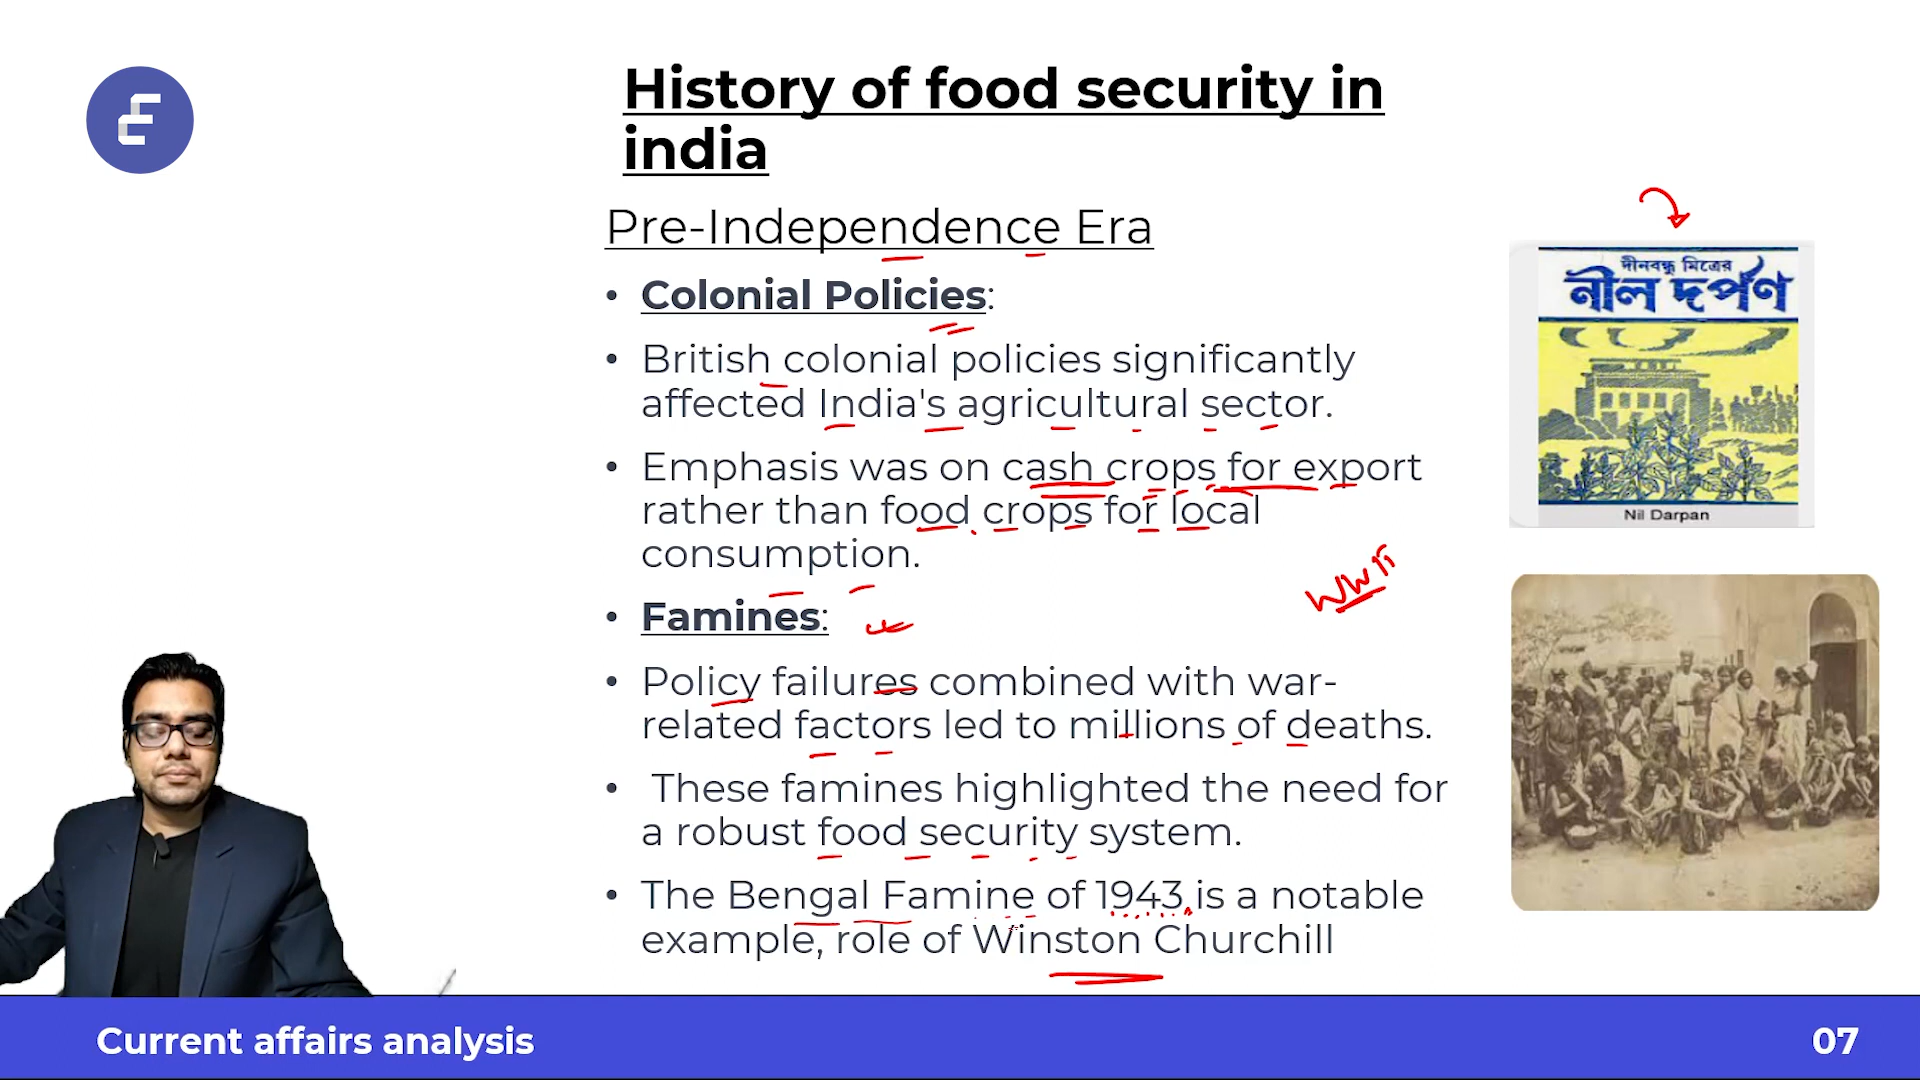 History of food security in
india
Pre-Independence Era
• Colonial Policies:
• British colonial policies significantly
affected India's agricultural sector.
• Emphasis was on cash crops for export
rather than food crops for local
consumption.
• Famines:
• Policy failures combined with war-
related factors led to millions of deaths.
• These famines highlighted the need for
a robust food security system.
• The Bengal Famine of 1943 is a notable
example, role of Winston Churchill
দীনবন্ধু মিত্রের
নীল দর্পণ
Nil Darpan
WWII
Current affairs analysis
07